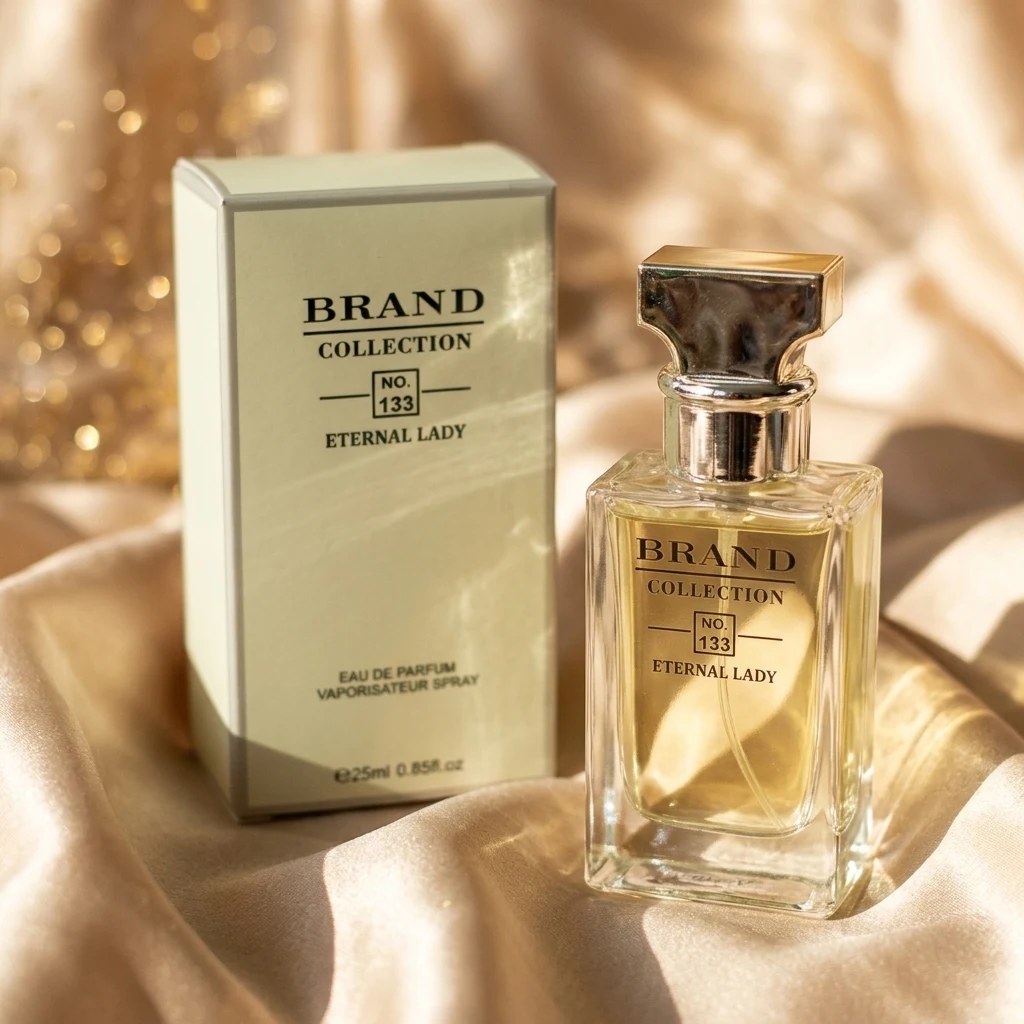 BRAND
COLLECTION
NO.
133
ETERNAL LADY
EAU DE PARFUM
VAPORISATEUR SPRAY
℮25ml 0.85fl.oz
BRAND
COLLECTION
NO.
133
ETERNAL LADY